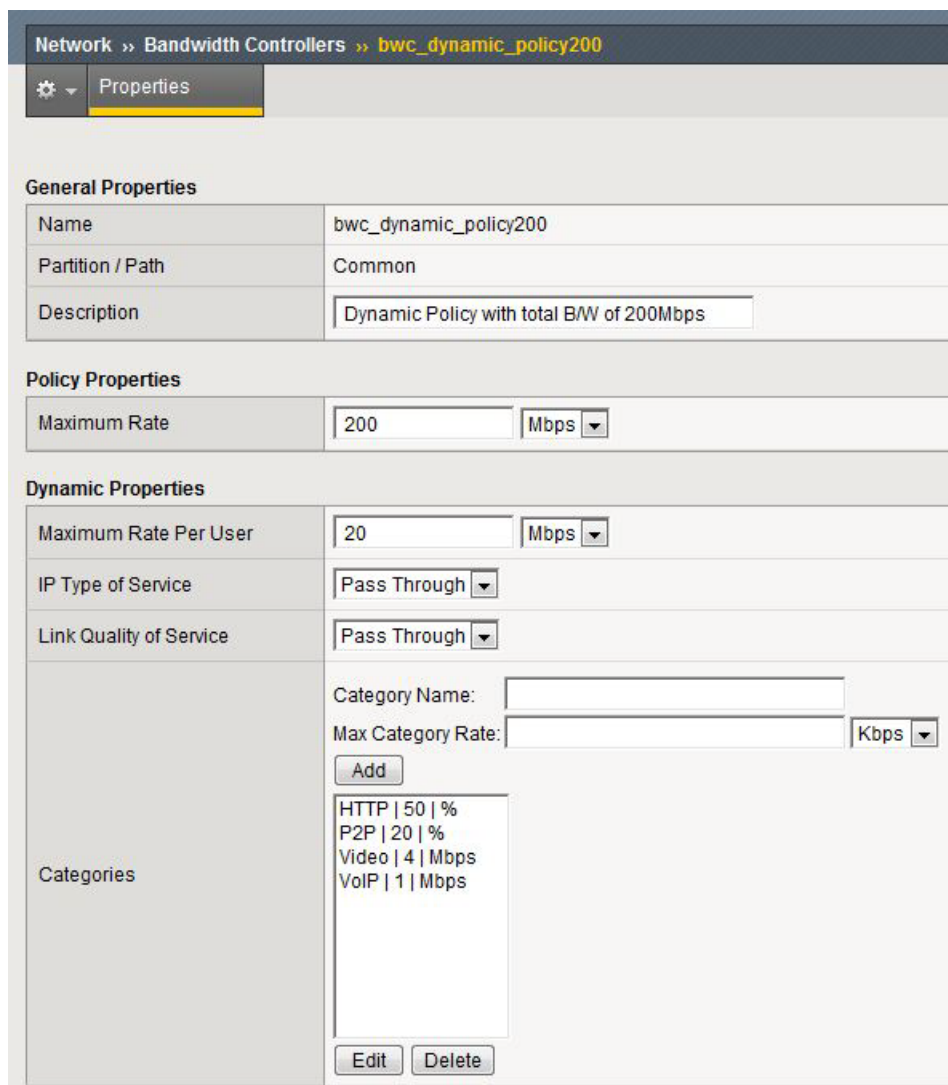 Network ›› Bandwidth Controllers ›› bwc_dynamic_policy200
Properties
General Properties
Name bwc_dynamic_policy200
Partition / Path Common
Description Dynamic Policy with total B/W of 200Mbps
Policy Properties
Maximum Rate 200 Mbps
Dynamic Properties
Maximum Rate Per User 20 Mbps
IP Type of Service Pass Through
Link Quality of Service Pass Through
Category Name:
Max Category Rate: Kbps
Add
HTTP | 50 | %
P2P | 20 | %
Video | 4 | Mbps
VoIP | 1 | Mbps
Categories
Edit Delete